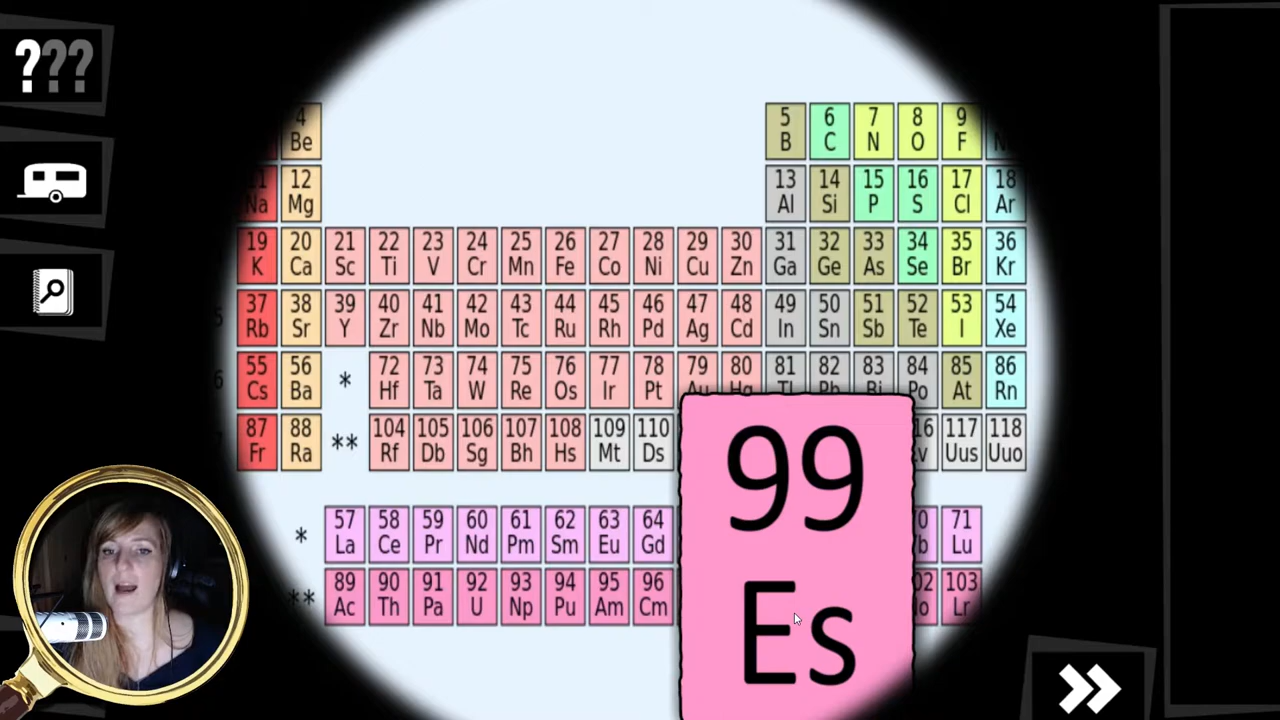 ???
4 5 6 7 8 9
Be B C N O F N
11 12 13 14 15 16 17 18
Na Mg Al Si P S Cl Ar
19 20 21 22 23 24 25 26 27 28 29 30 31 32 33 34 35 36
K Ca Sc Ti V Cr Mn Fe Co Ni Cu Zn Ga Ge As Se Br Kr
5 37 38 39 40 41 42 43 44 45 46 47 48 49 50 51 52 53 54
Rb Sr Y Zr Nb Mo Tc Ru Rh Pd Ag Cd In Sn Sb Te I Xe
6 55 56 * 72 73 74 75 76 77 78 79 80 81 82 83 84 85 86
Cs Ba Hf Ta W Re Os Ir Pt Au Hg Tl Pb Bi Po At Rn
87 88 ** 104 105 106 107 108 109 110 117 118
Fr Ra Rf Db Sg Bh Hs Mt Ds Uus Uuo
99
Es
* 57 58 59 60 61 62 63 64 71
La Ce Pr Nd Pm Sm Eu Gd Lu
** 89 90 91 92 93 94 95 96 103
Ac Th Pa U Np Pu Am Cm Lr